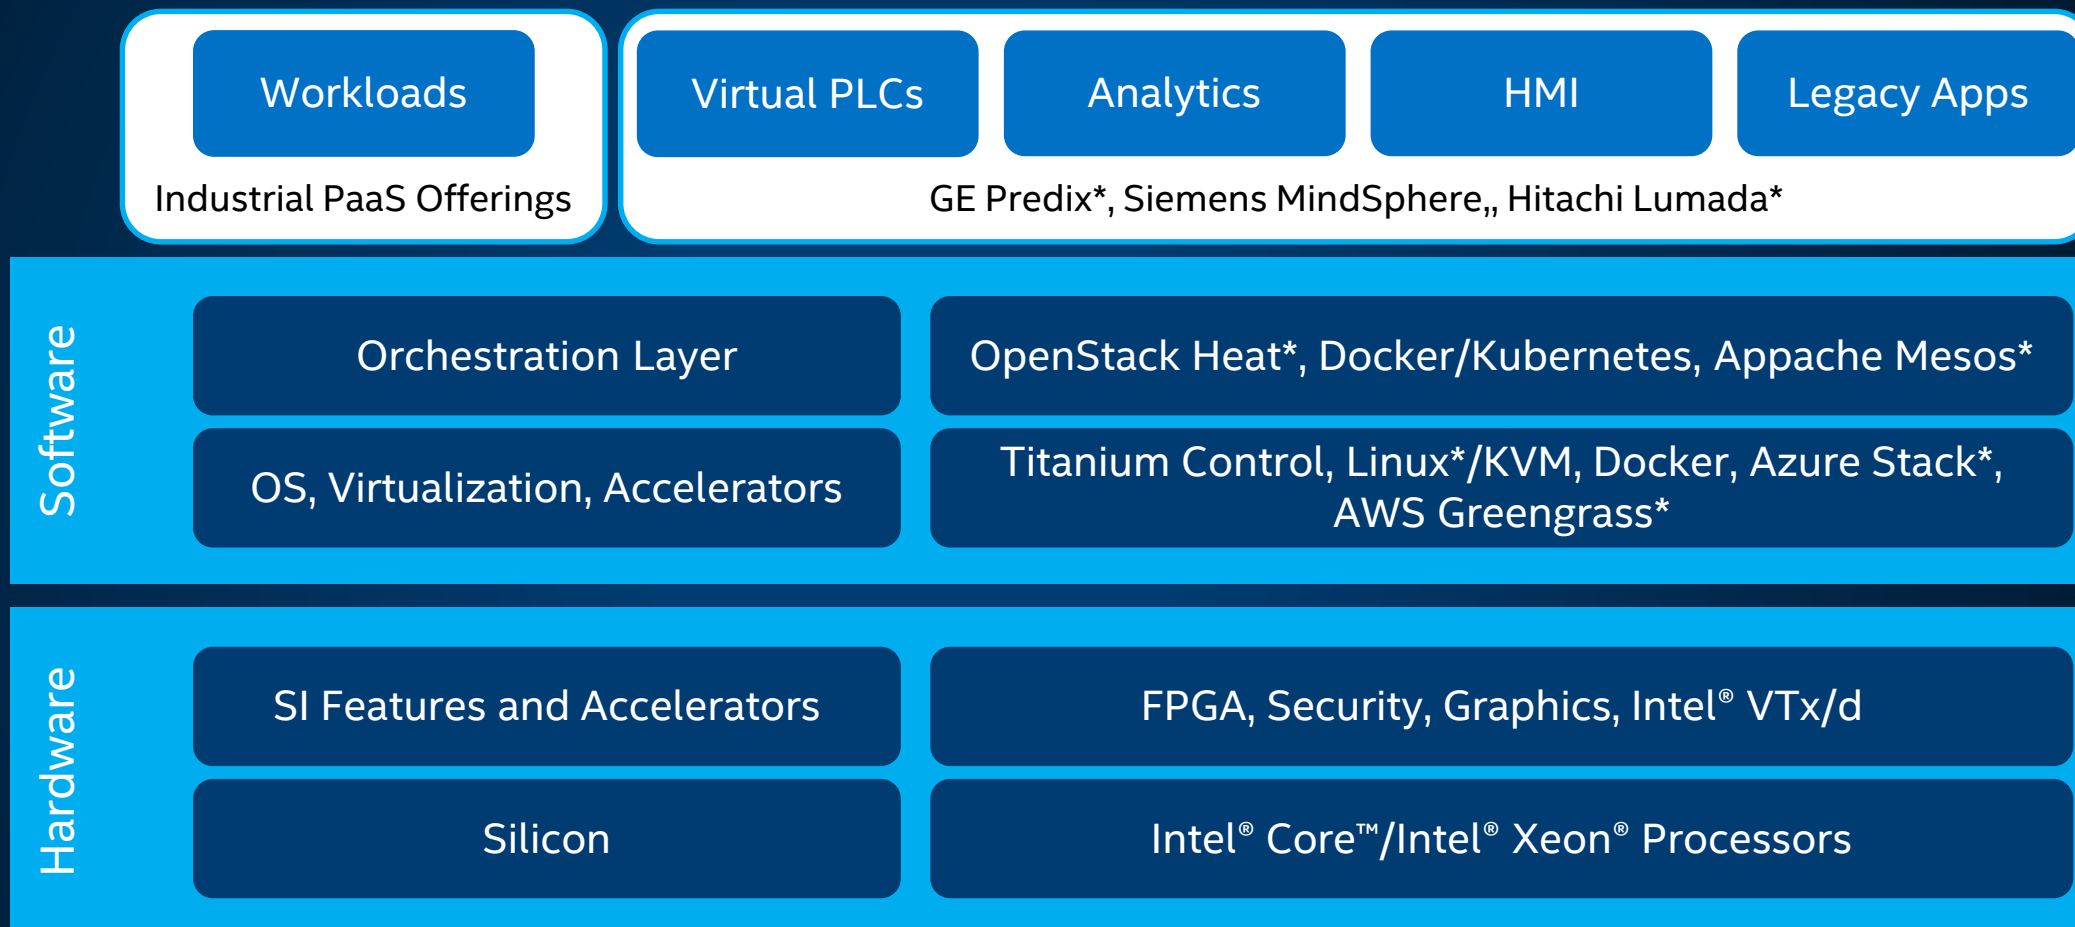 Workloads
Virtual PLCs
Analytics
HMI
Legacy Apps
Industrial PaaS Offerings
GE Predix*, Siemens MindSphere,, Hitachi Lumada*
Software
Orchestration Layer
OpenStack Heat*, Docker/Kubernetes, Appache Mesos*
OS, Virtualization, Accelerators
Titanium Control, Linux*/KVM, Docker, Azure Stack*,
AWS Greengrass*
Hardware
SI Features and Accelerators
FPGA, Security, Graphics, Intel® VTx/d
Silicon
Intel® Core™/Intel® Xeon® Processors